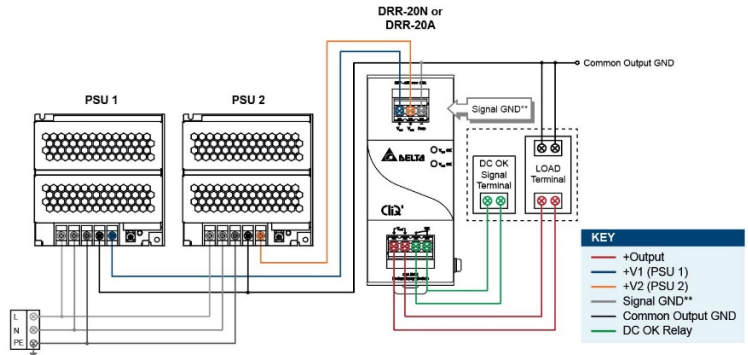 DRR-20N or
DRR-20A
Common Output GND
PSU 1
PSU 2
Signal GND**
DELTA
DC OK
Signal
Terminal
LOAD
Terminal
CliQ
L
N
PE
KEY
+Output
+V1 (PSU 1)
+V2 (PSU 2)
Signal GND**
Common Output GND
DC OK Relay